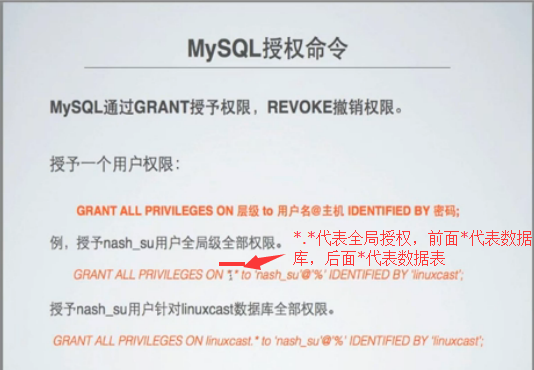 MySQL授权命令
MySQL通过GRANT授予权限，REVOKE撤销权限。
授予一个用户权限：
GRANT ALL PRIVILEGES ON 层级 to 用户名@主机 IDENTIFIED BY 密码;
例，授予nash_su用户全局级全部权限。
*.*代表全局授权，前面*代表数据
库，后面*代表数据表
GRANT ALL PRIVILEGES ON *.* to 'nash_su'@'%' IDENTIFIED BY 'linuxcast';
授予nash_su用户针对linuxcast数据库全部权限。
GRANT ALL PRIVILEGES ON linuxcast.* to 'nash_su'@'%' IDENTIFIED BY 'linuxcast';